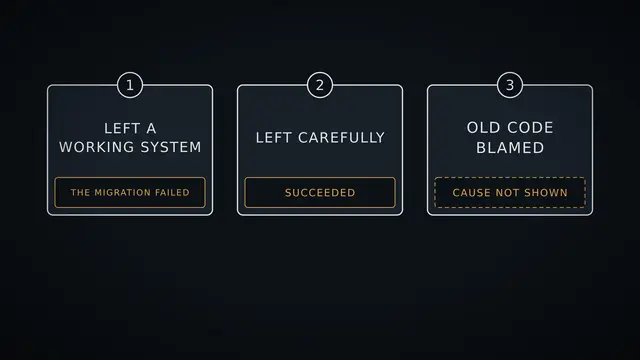 1
LEFT A
WORKING SYSTEM
THE MIGRATION FAILED
2
LEFT CAREFULLY
SUCCEEDED
3
OLD CODE
BLAMED
CAUSE NOT SHOWN